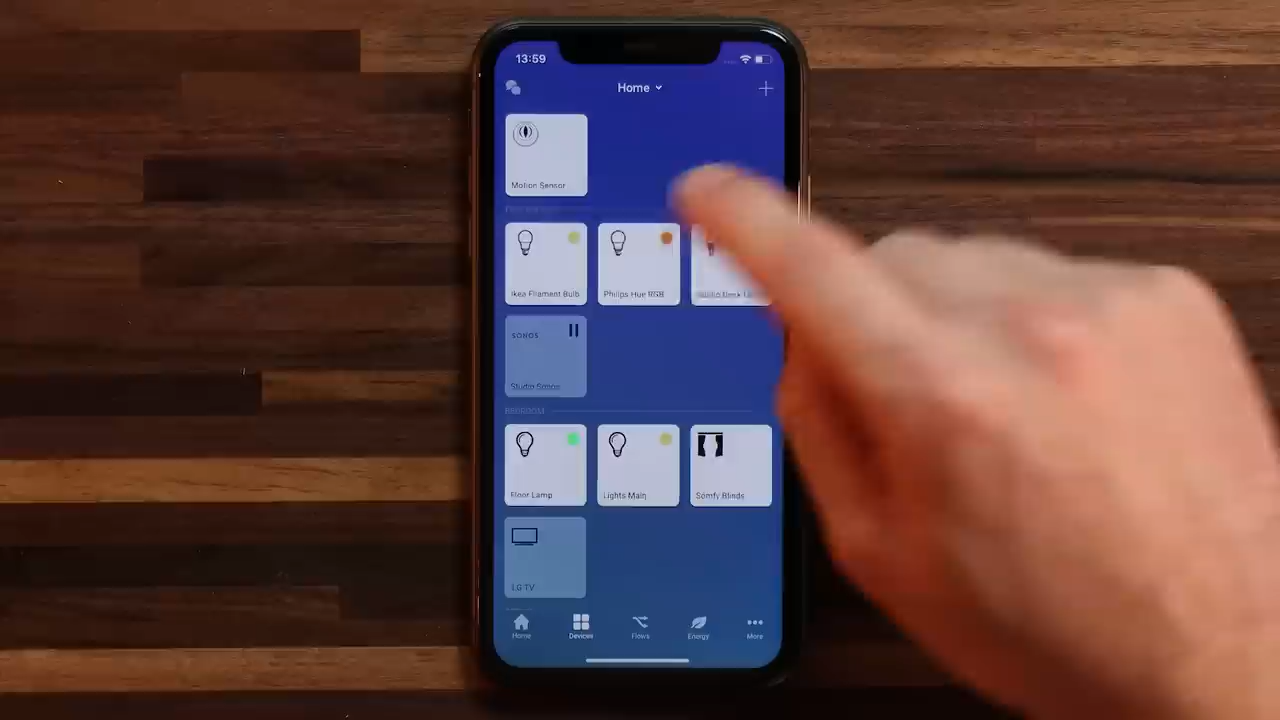 13:59
Home
Motion Sensor
Ikea Filament Bulb
Philips Hue RGB
SONOS
Studio Sonos
BEDROOM
Floor Lamp
Lights Main
Somfy Blinds
LG TV
Home
Devices
Flows
Energy
More